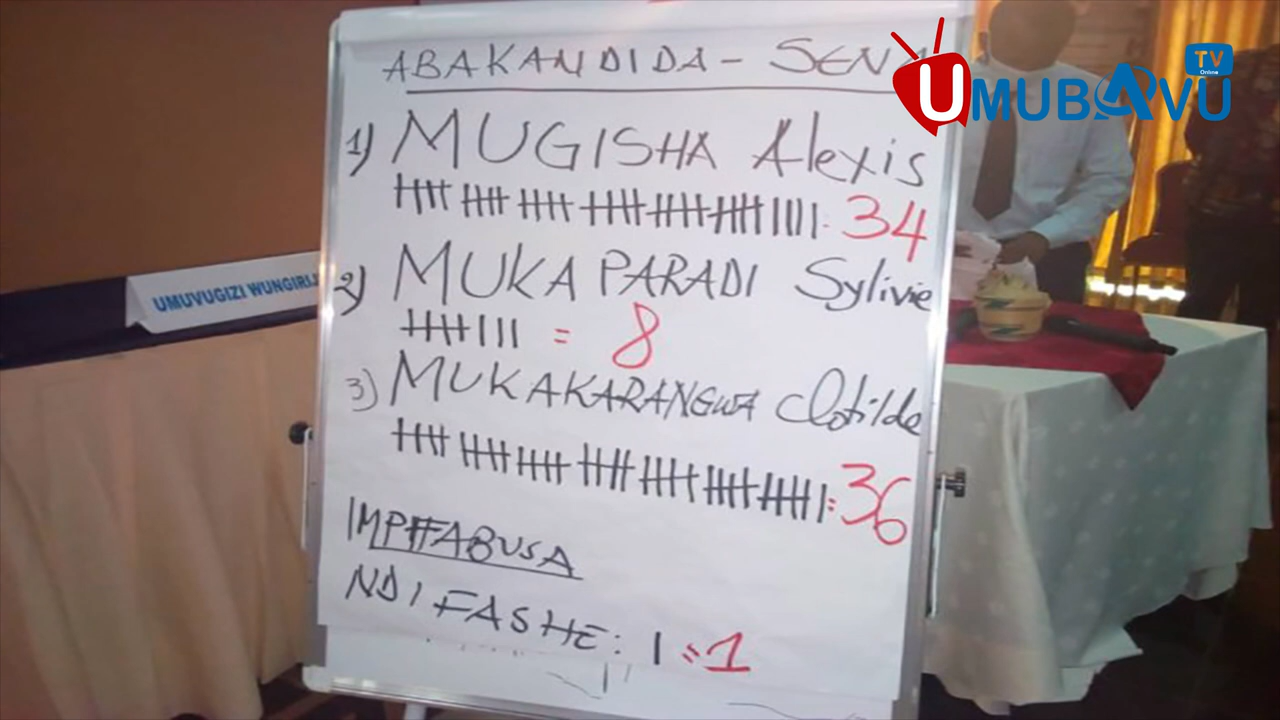 ABAKANDIDA - SEN
UMUBAVU
TV
Online
1) MUGISHA Alexis
: 34
UMUVUGIZI WUNGIRIJ
2) MUKAPARADI Sylivie
= 8
3) MUKAKARANGWA Clotilde
= 36
IMPFABUSA
NDIFASHE: | = 1